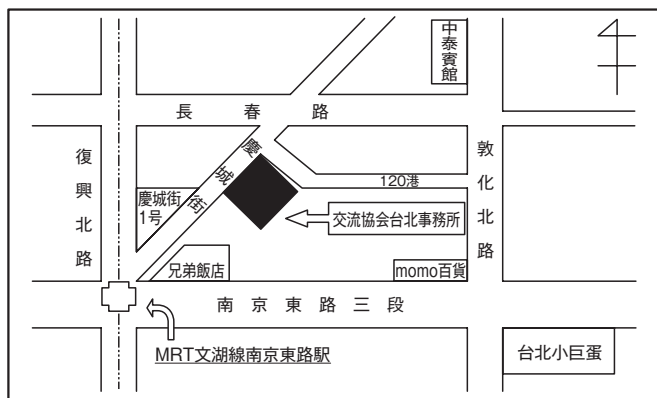 中泰賓館
長春路
復興北路
慶城街
敦化北路
120港
慶城街
1号
交流協会台北事務所
兄弟飯店
momo百貨
南京東路三段
MRT文湖線南京東路駅
台北小巨蛋